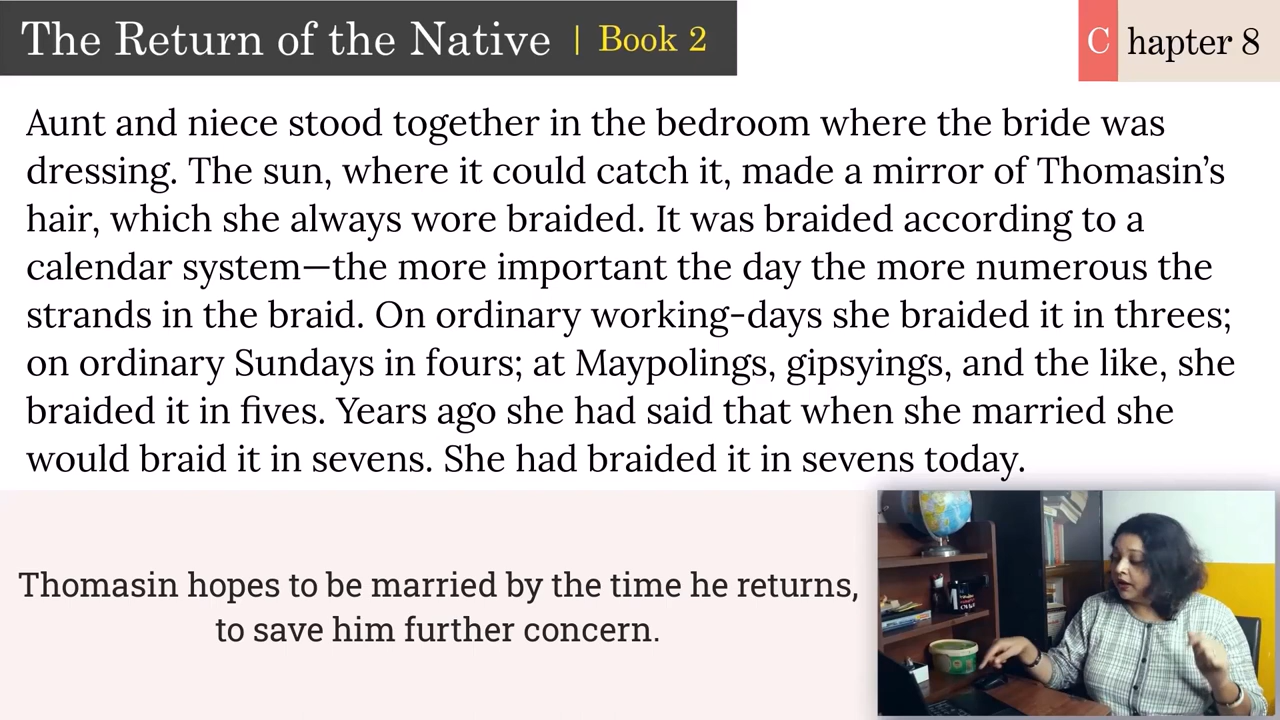 The Return of the Native | Book 2
Chapter 8
Aunt and niece stood together in the bedroom where the bride was
dressing. The sun, where it could catch it, made a mirror of Thomasin’s
hair, which she always wore braided. It was braided according to a
calendar system—the more important the day the more numerous the
strands in the braid. On ordinary working-days she braided it in threes;
on ordinary Sundays in fours; at Maypolings, gipsyings, and the like, she
braided it in fives. Years ago she had said that when she married she
would braid it in sevens. She had braided it in sevens today.
Thomasin hopes to be married by the time he returns,
to save him further concern.